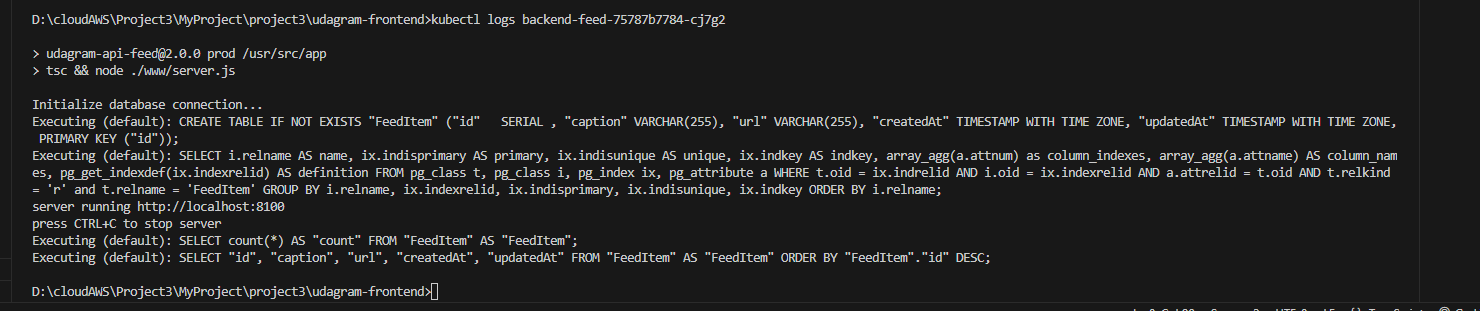 D:\cloudAWS\Project3\MyProject\project3\udagram-frontend>kubectl logs backend-feed-75787b7784-cj7g2
> udagram-api-feed@2.0.0 prod /usr/src/app
> tsc && node ./www/server.js
Initialize database connection...
Executing (default): CREATE TABLE IF NOT EXISTS "FeedItem" ("id"   SERIAL , "caption" VARCHAR(255), "url" VARCHAR(255), "createdAt" TIMESTAMP WITH TIME ZONE, "updatedAt" TIMESTAMP WITH TIME ZONE,
 PRIMARY KEY ("id"));
Executing (default): SELECT i.relname AS name, ix.indisprimary AS primary, ix.indisunique AS unique, ix.indkey AS indkey, array_agg(a.attnum) as column_indexes, array_agg(a.attname) AS column_nam
es, pg_get_indexdef(ix.indexrelid) AS definition FROM pg_class t, pg_class i, pg_index ix, pg_attribute a WHERE t.oid = ix.indrelid AND i.oid = ix.indexrelid AND a.attrelid = t.oid AND t.relkind
= 'r' and t.relname = 'FeedItem' GROUP BY i.relname, ix.indexrelid, ix.indisprimary, ix.indisunique, ix.indkey ORDER BY i.relname;
server running http://localhost:8100
press CTRL+C to stop server
Executing (default): SELECT count(*) AS "count" FROM "FeedItem" AS "FeedItem";
Executing (default): SELECT "id", "caption", "url", "createdAt", "updatedAt" FROM "FeedItem" AS "FeedItem" ORDER BY "FeedItem"."id" DESC;
D:\cloudAWS\Project3\MyProject\project3\udagram-frontend>